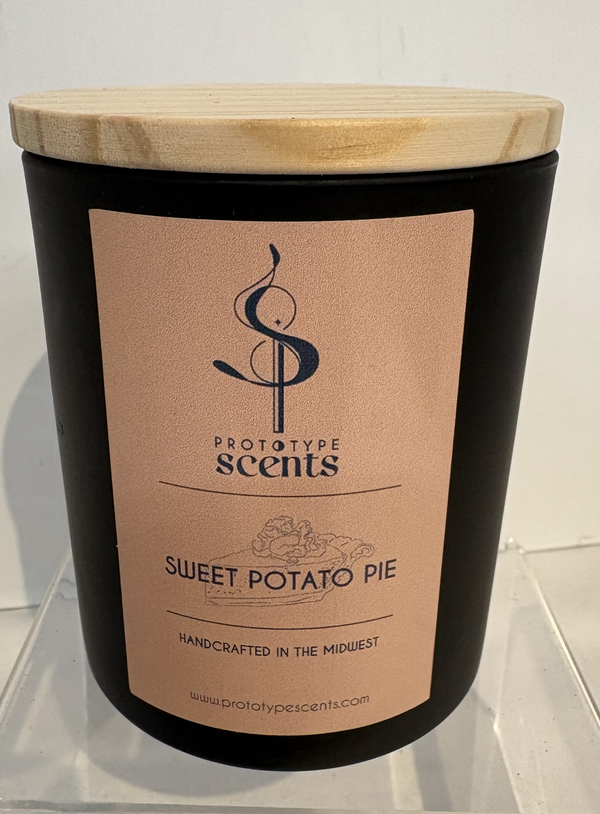 PROTOTYPE
scents
SWEET POTATO PIE
HANDCRAFTED IN THE MIDWEST
www.prototypescents.com